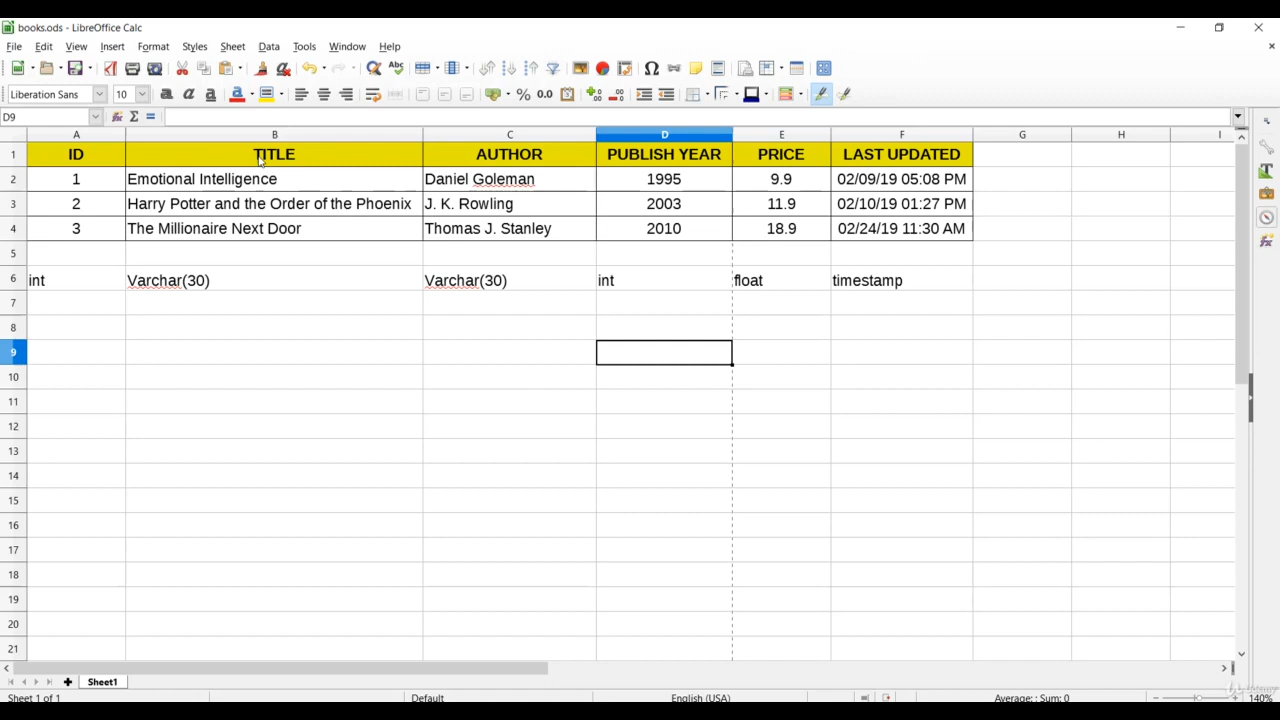 books.ods - LibreOffice Calc
File Edit View Insert Format Styles Sheet Data Tools Window Help
Liberation Sans 10
D9
A B C D E F G H I
1 ID TITLE AUTHOR PUBLISH YEAR PRICE LAST UPDATED
2 1 Emotional Intelligence Daniel Goleman 1995 9.9 02/09/19 05:08 PM
3 2 Harry Potter and the Order of the Phoenix J. K. Rowling 2003 11.9 02/10/19 01:27 PM
4 3 The Millionaire Next Door Thomas J. Stanley 2010 18.9 02/24/19 11:30 AM
5
6 int Varchar(30) Varchar(30) int float timestamp
7
8
9
10
11
12
13
14
15
16
17
18
19
20
21
Sheet1
Sheet 1 of 1 Default English (USA) Average: ; Sum: 0 140%
Udemy